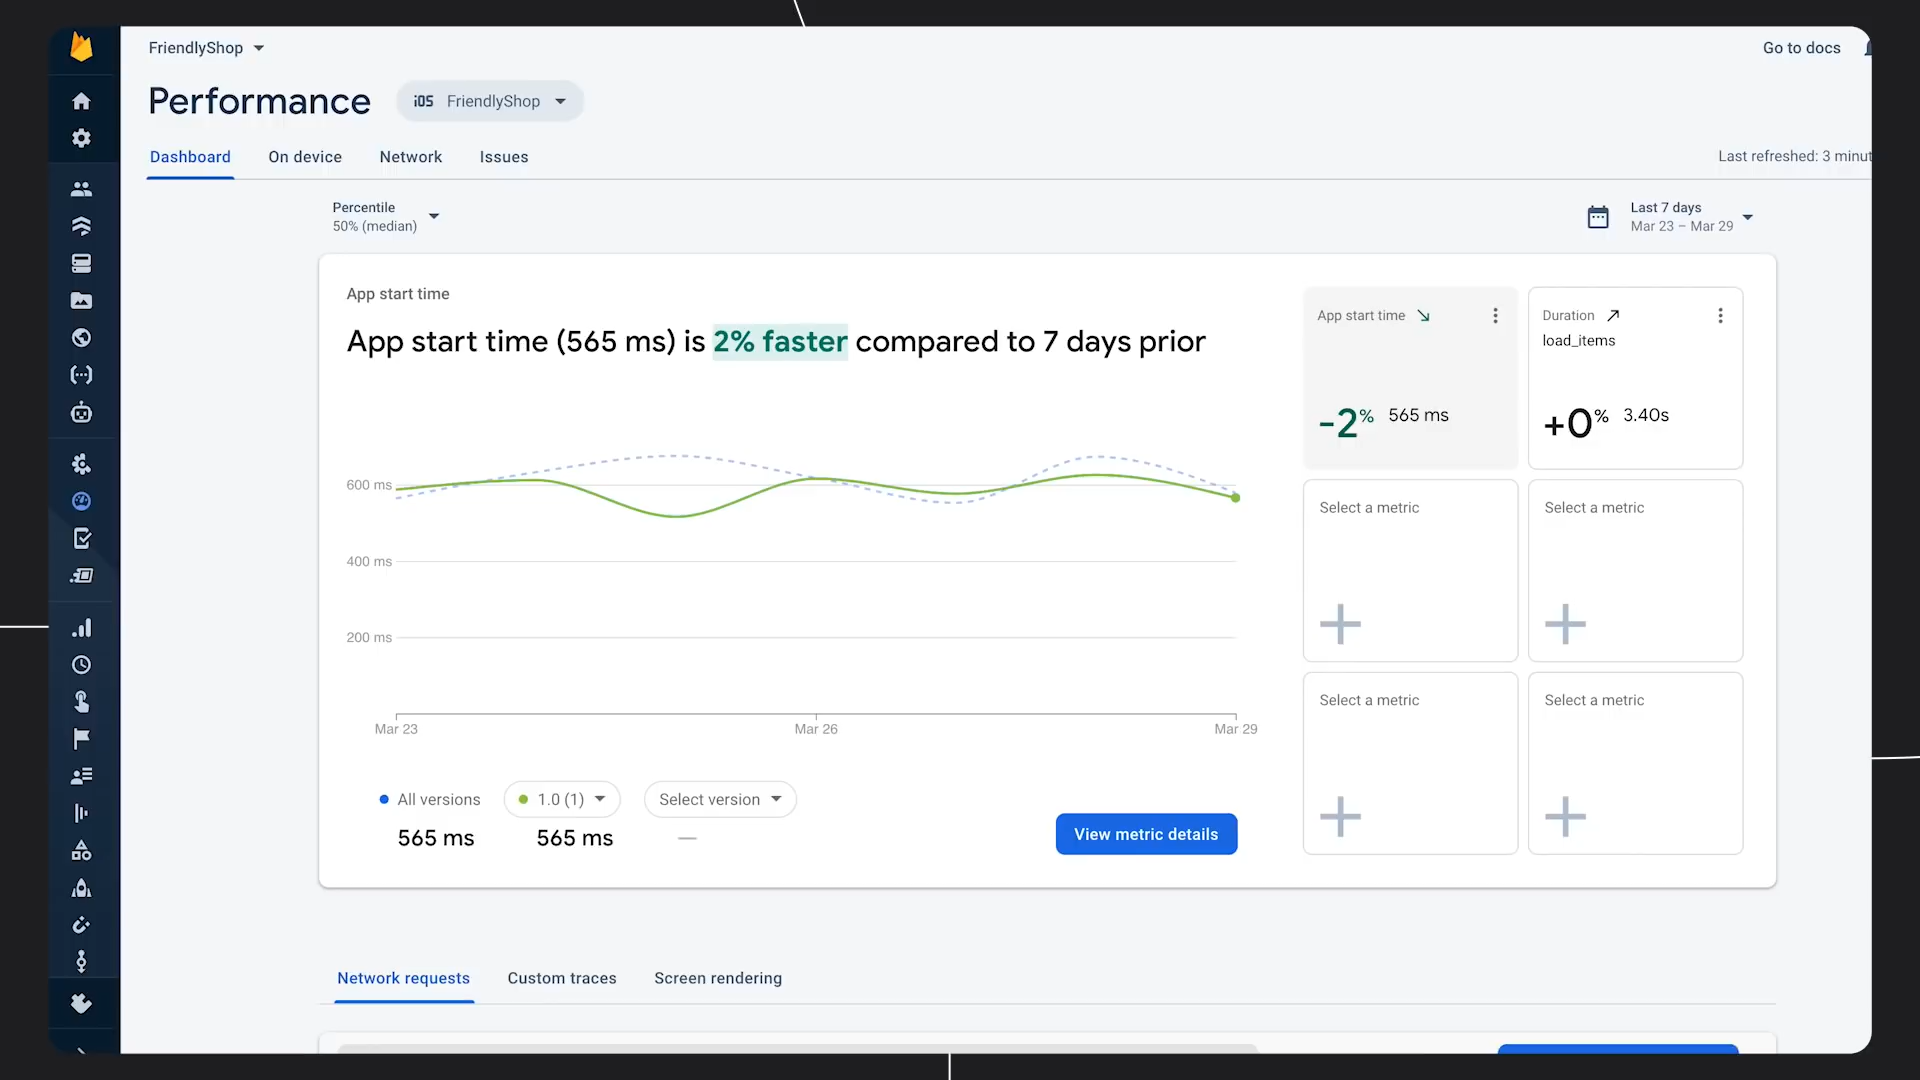 FriendlyShop
Go to docs
Performance
iOS FriendlyShop
Dashboard On device Network Issues
Last refreshed: 3
Percentile
50% (median)
Last 7 days
Mar 23 – Mar 29
App start time
App start time (565 ms) is 2% faster compared to 7 days prior
600 ms
400 ms
200 ms
Mar 23 Mar 26 Mar 29
All versions
565 ms
1.0 (1)
565 ms
Select version
—
View metric details
App start time
-2% 565 ms
Duration
load_items
+0% 3.40s
Select a metric
Select a metric
Select a metric
Select a metric
Network requests Custom traces Screen rendering